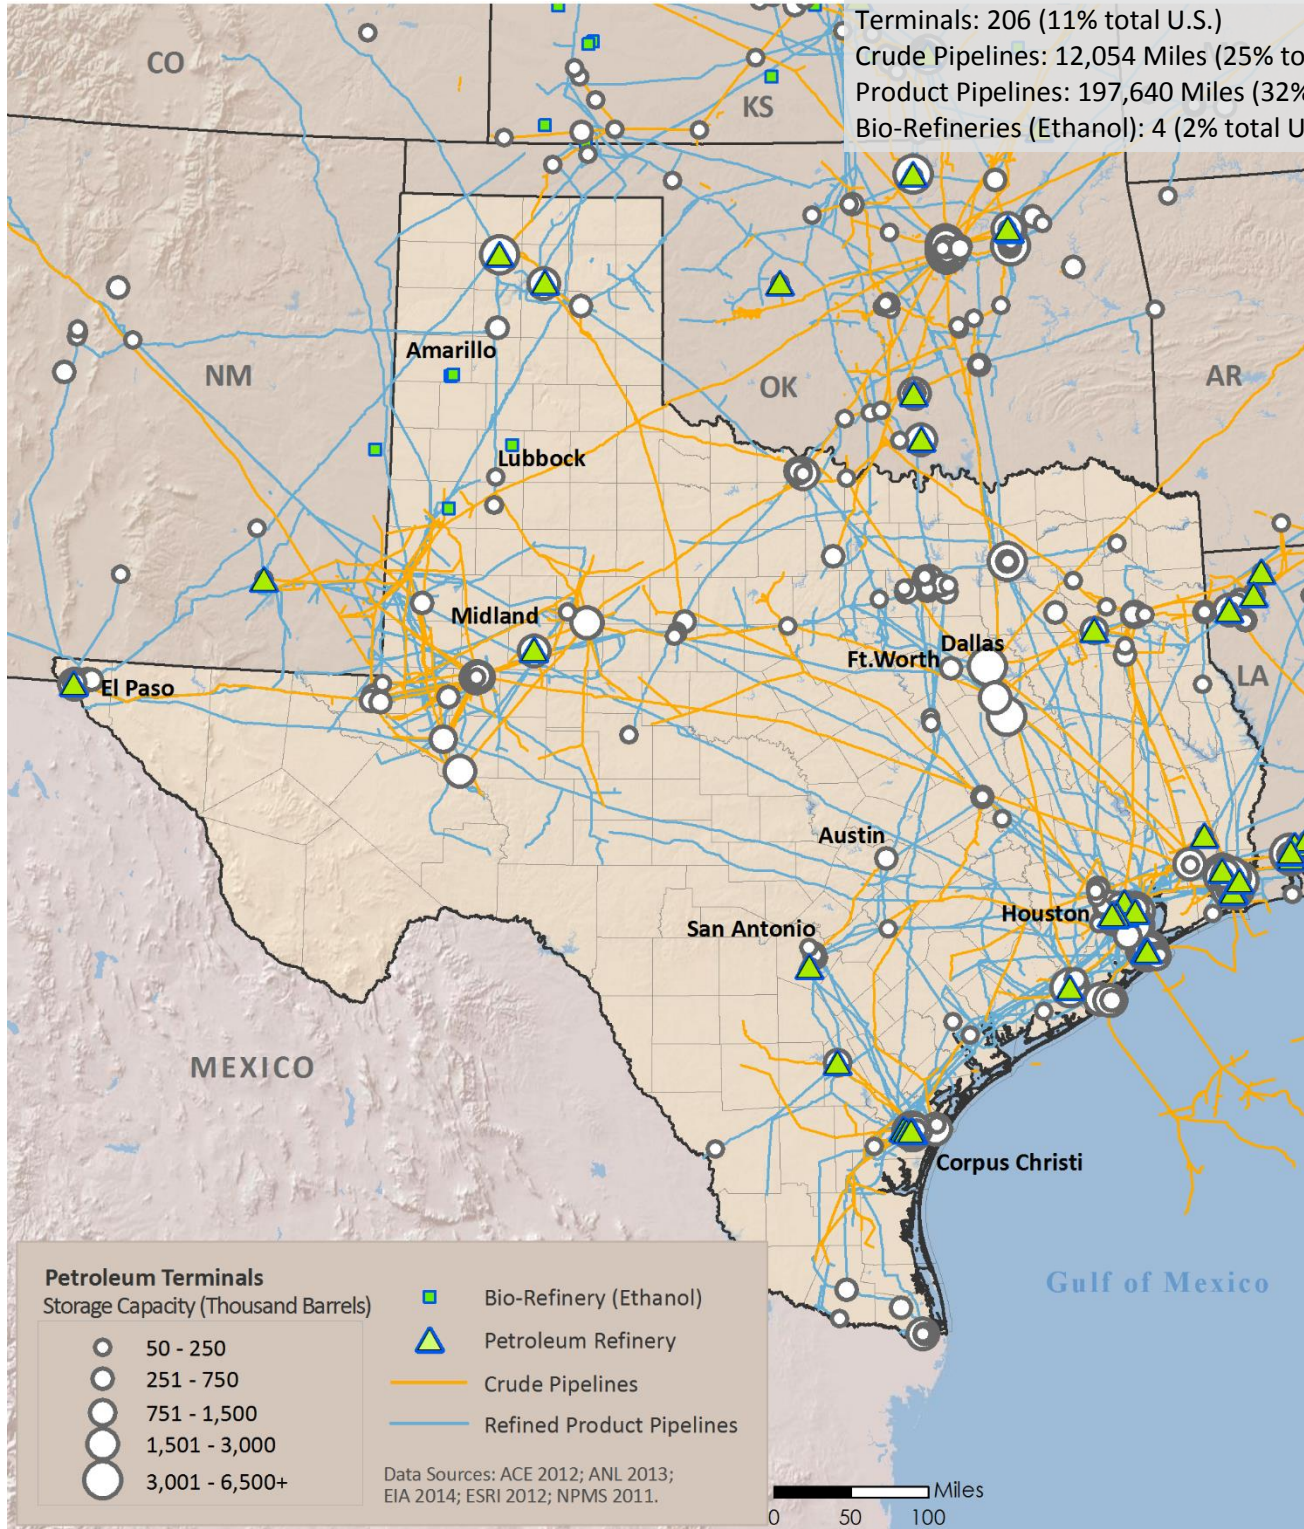 Terminals: 206 (11% total U.S.)
Crude Pipelines: 12,054 Miles (25% to
Product Pipelines: 197,640 Miles (32%
Bio-Refineries (Ethanol): 4 (2% total U
CO
KS
NM
OK
AR
Amarillo
Lubbock
Midland
Dallas
Ft.Worth
LA
El Paso
Austin
Houston
San Antonio
MEXICO
Corpus Christi
Gulf of Mexico
Petroleum Terminals
Storage Capacity (Thousand Barrels)
50 - 250
251 - 750
751 - 1,500
1,501 - 3,000
3,001 - 6,500+
Bio-Refinery (Ethanol)
Petroleum Refinery
Crude Pipelines
Refined Product Pipelines
Data Sources: ACE 2012; ANL 2013;
EIA 2014; ESRI 2012; NPMS 2011.
Miles
0 50 100